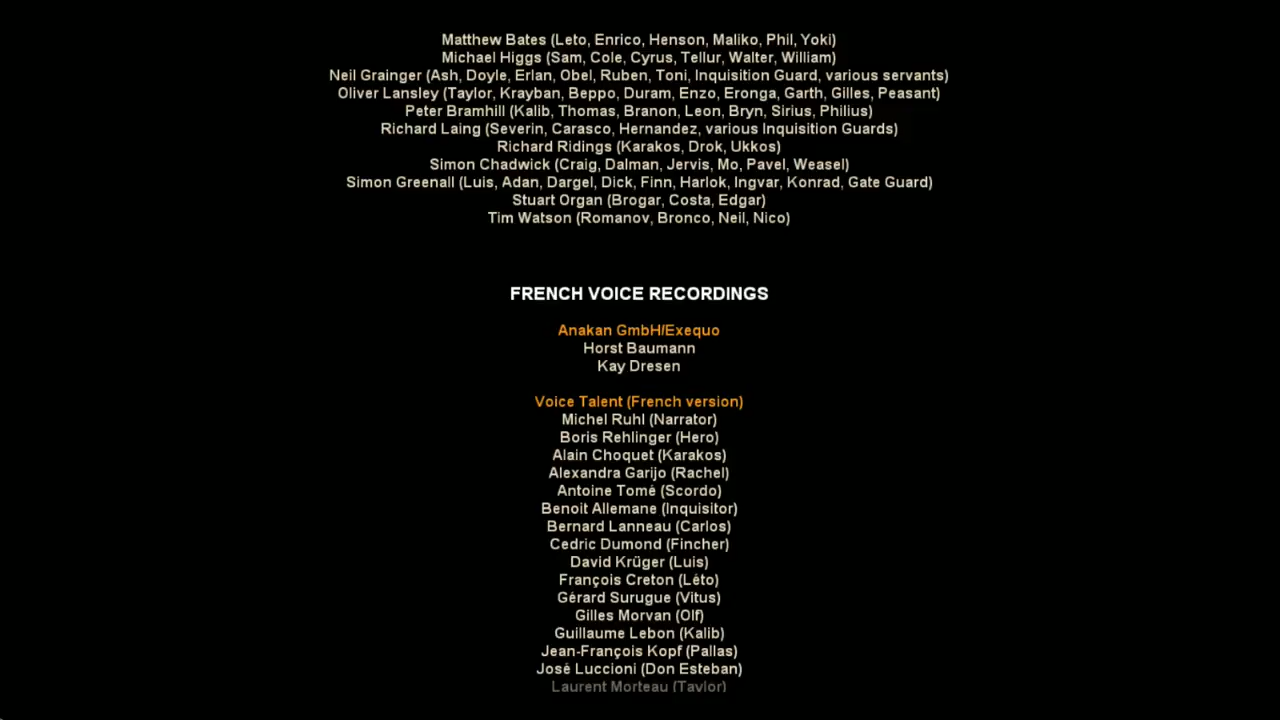 Matthew Bates (Leto, Enrico, Henson, Maliko, Phil, Yoki)
Michael Higgs (Sam, Cole, Cyrus, Tellur, Walter, William)
Neil Grainger (Ash, Doyle, Erlan, Obel, Ruben, Toni, Inquisition Guard, various servants)
Oliver Lansley (Taylor, Krayban, Beppo, Duram, Enzo, Eronga, Garth, Gilles, Peasant)
Peter Bramhill (Kalib, Thomas, Branon, Leon, Bryn, Sirius, Philius)
Richard Laing (Severin, Carasco, Hernandez, various Inquisition Guards)
Richard Ridings (Karakos, Drok, Ukkos)
Simon Chadwick (Craig, Dalman, Jervis, Mo, Pavel, Weasel)
Simon Greenall (Luis, Adan, Dargel, Dick, Finn, Harlok, Ingvar, Konrad, Gate Guard)
Stuart Organ (Brogar, Costa, Edgar)
Tim Watson (Romanov, Bronco, Neil, Nico)
FRENCH VOICE RECORDINGS
Anakan GmbH/Exequo
Horst Baumann
Kay Dresen
Voice Talent (French version)
Michel Ruhl (Narrator)
Boris Rehlinger (Hero)
Alain Choquet (Karakos)
Alexandra Garijo (Rachel)
Antoine Tomé (Scordo)
Benoit Allemane (Inquisitor)
Bernard Lanneau (Carlos)
Cedric Dumond (Fincher)
David Krüger (Luis)
François Creton (Léto)
Gérard Surugue (Vitus)
Gilles Morvan (Olf)
Guillaume Lebon (Kalib)
Jean-François Kopf (Pallas)
José Luccioni (Don Esteban)
Laurent Morteau (Taylor)